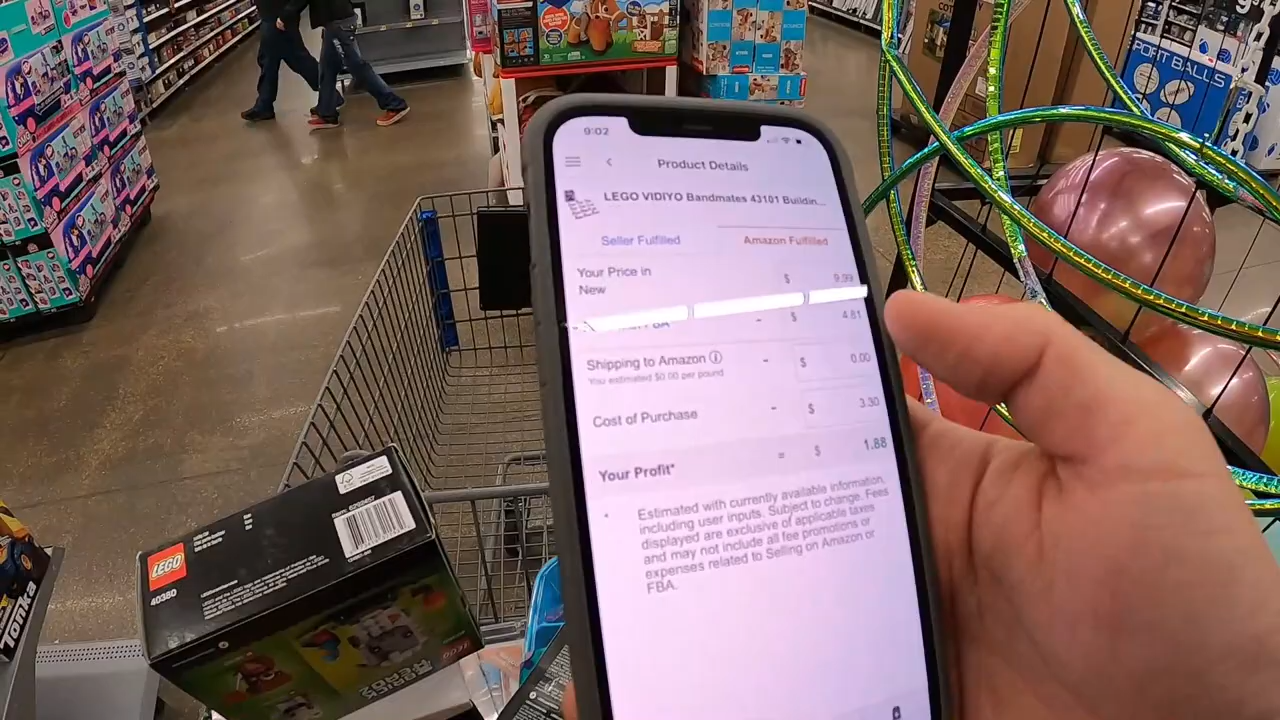 9:02
Product Details
LEGO VIDIYO Bandmates 43101 Buildin...
Seller Fulfilled
Amazon Fulfilled
Your Price in
New
$ 9.99
- $ 4.81
Shipping to Amazon ⓘ - $ 0.00
You estimated $0.00 per pound
Cost of Purchase - $ 3.30
Your Profit* = $ 1.88
Estimated with currently available information,
including user inputs. Subject to change. Fees
displayed are exclusive of applicable taxes
and may not include all fee promotions or
expenses related to Selling on Amazon or
FBA.
LEGO
40380
LEGO
Tonka
PORT BALLS